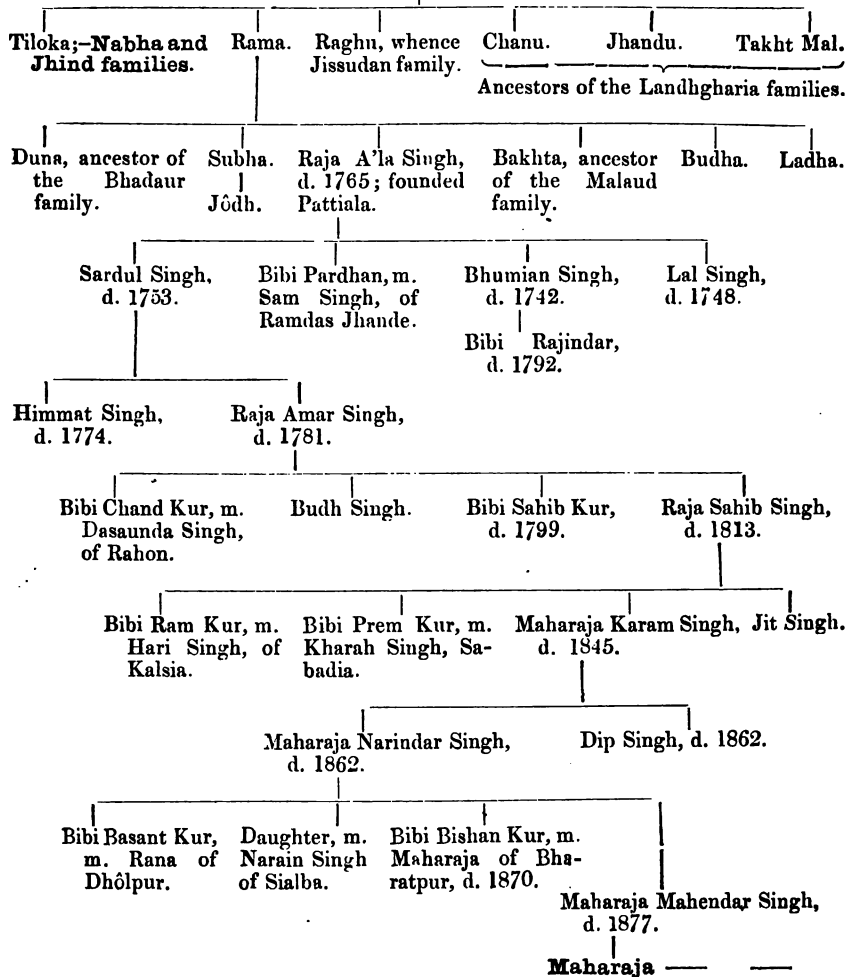 Tiloka;—Nabha and Jhind families.
Rama.
Raghu, whence Jissudan family.
Chanu.
Jhandu.
Takht Mal.
Ancestors of the Landhgharia families.
Duna, ancestor of the Bhadaur family.
Subha.
Jôdh.
Raja A'la Singh, d. 1765; founded Pattiala.
Bakhta, ancestor of the Malaud family.
Budha.
Ladha.
Sardul Singh, d. 1753.
Bibi Pardhan, m. Sam Singh, of Ramdas Jhande.
Bhumian Singh, d. 1742.
Lal Singh, d. 1748.
Bibi Rajindar, d. 1792.
Himmat Singh, d. 1774.
Raja Amar Singh, d. 1781.
Bibi Chand Kur, m. Dasaunda Singh, of Rahon.
Budh Singh.
Bibi Sahib Kur, d. 1799.
Raja Sahib Singh, d. 1813.
Bibi Ram Kur, m. Hari Singh, of Kalsia.
Bibi Prem Kur, m. Kharah Singh, Sabadia.
Maharaja Karam Singh, d. 1845.
Jit Singh.
Maharaja Narindar Singh, d. 1862.
Dip Singh, d. 1862.
Bibi Basant Kur, m. Rana of Dhôlpur.
Daughter, m. Narain Singh of Sialba.
Bibi Bishan Kur, m. Maharaja of Bharatpur, d. 1870.
Maharaja Mahendar Singh, d. 1877.
Maharaja — —